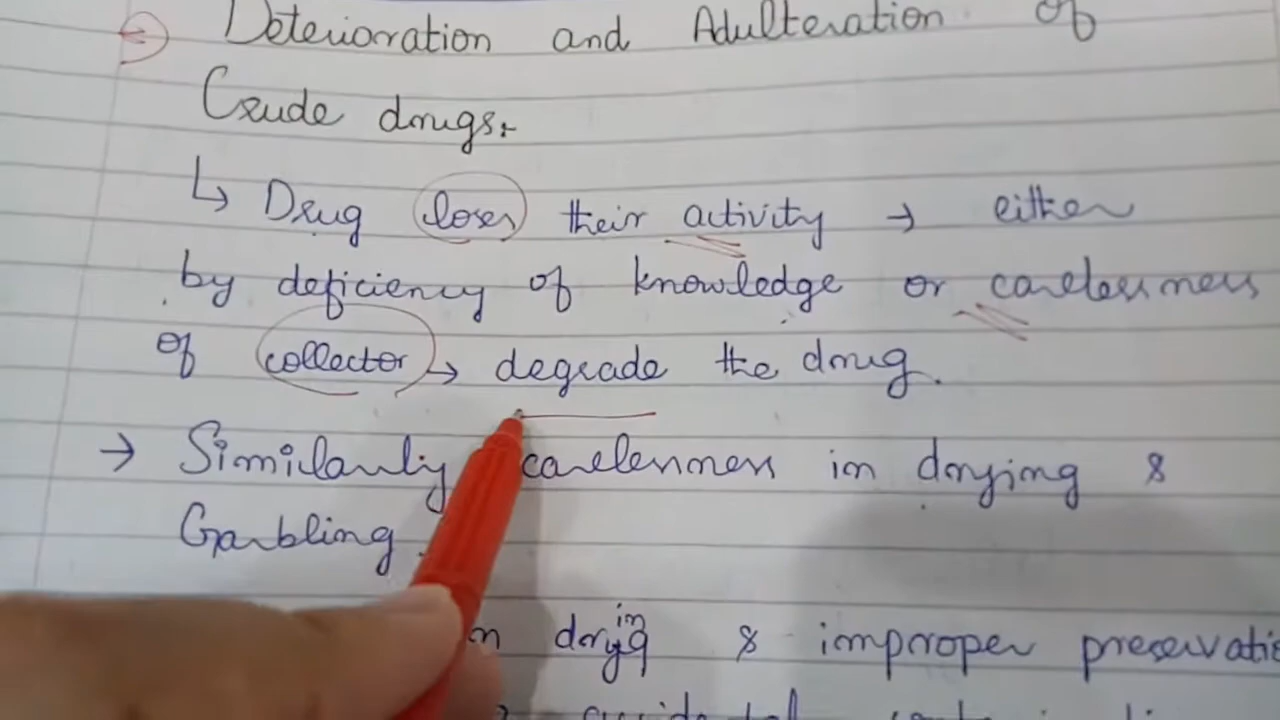 Deterioration and Adulteration of
Crude drugs:
↳ Drug loses their activity → either
by deficiency of knowledge or carelessness
of collector → degrade the drug.
→ Similarly carelessness in drying &
Garbling.
in drying & improper